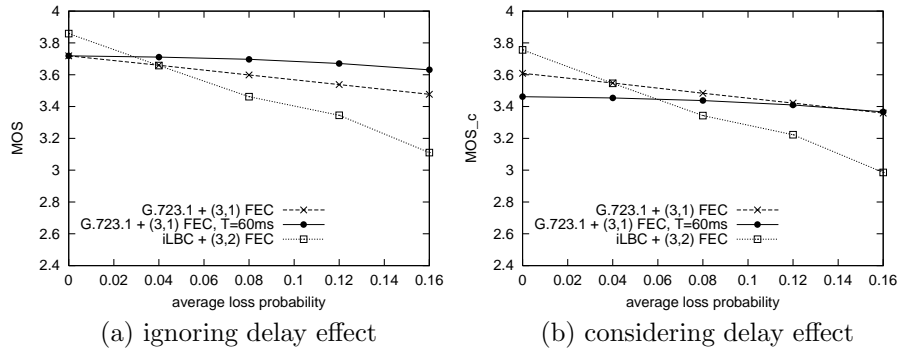 4
3.8
3.6
3.4
3.2
3
2.8
2.6
2.4
MOS
G.723.1 + (3,1) FEC
G.723.1 + (3,1) FEC, T=60ms
iLBC + (3,2) FEC
0 0.02 0.04 0.06 0.08 0.1 0.12 0.14 0.16
average loss probability
(a) ignoring delay effect
4
3.8
3.6
3.4
3.2
3
2.8
2.6
2.4
MOS_c
G.723.1 + (3,1) FEC
G.723.1 + (3,1) FEC, T=60ms
iLBC + (3,2) FEC
0 0.02 0.04 0.06 0.08 0.1 0.12 0.14 0.16
average loss probability
(b) considering delay effect